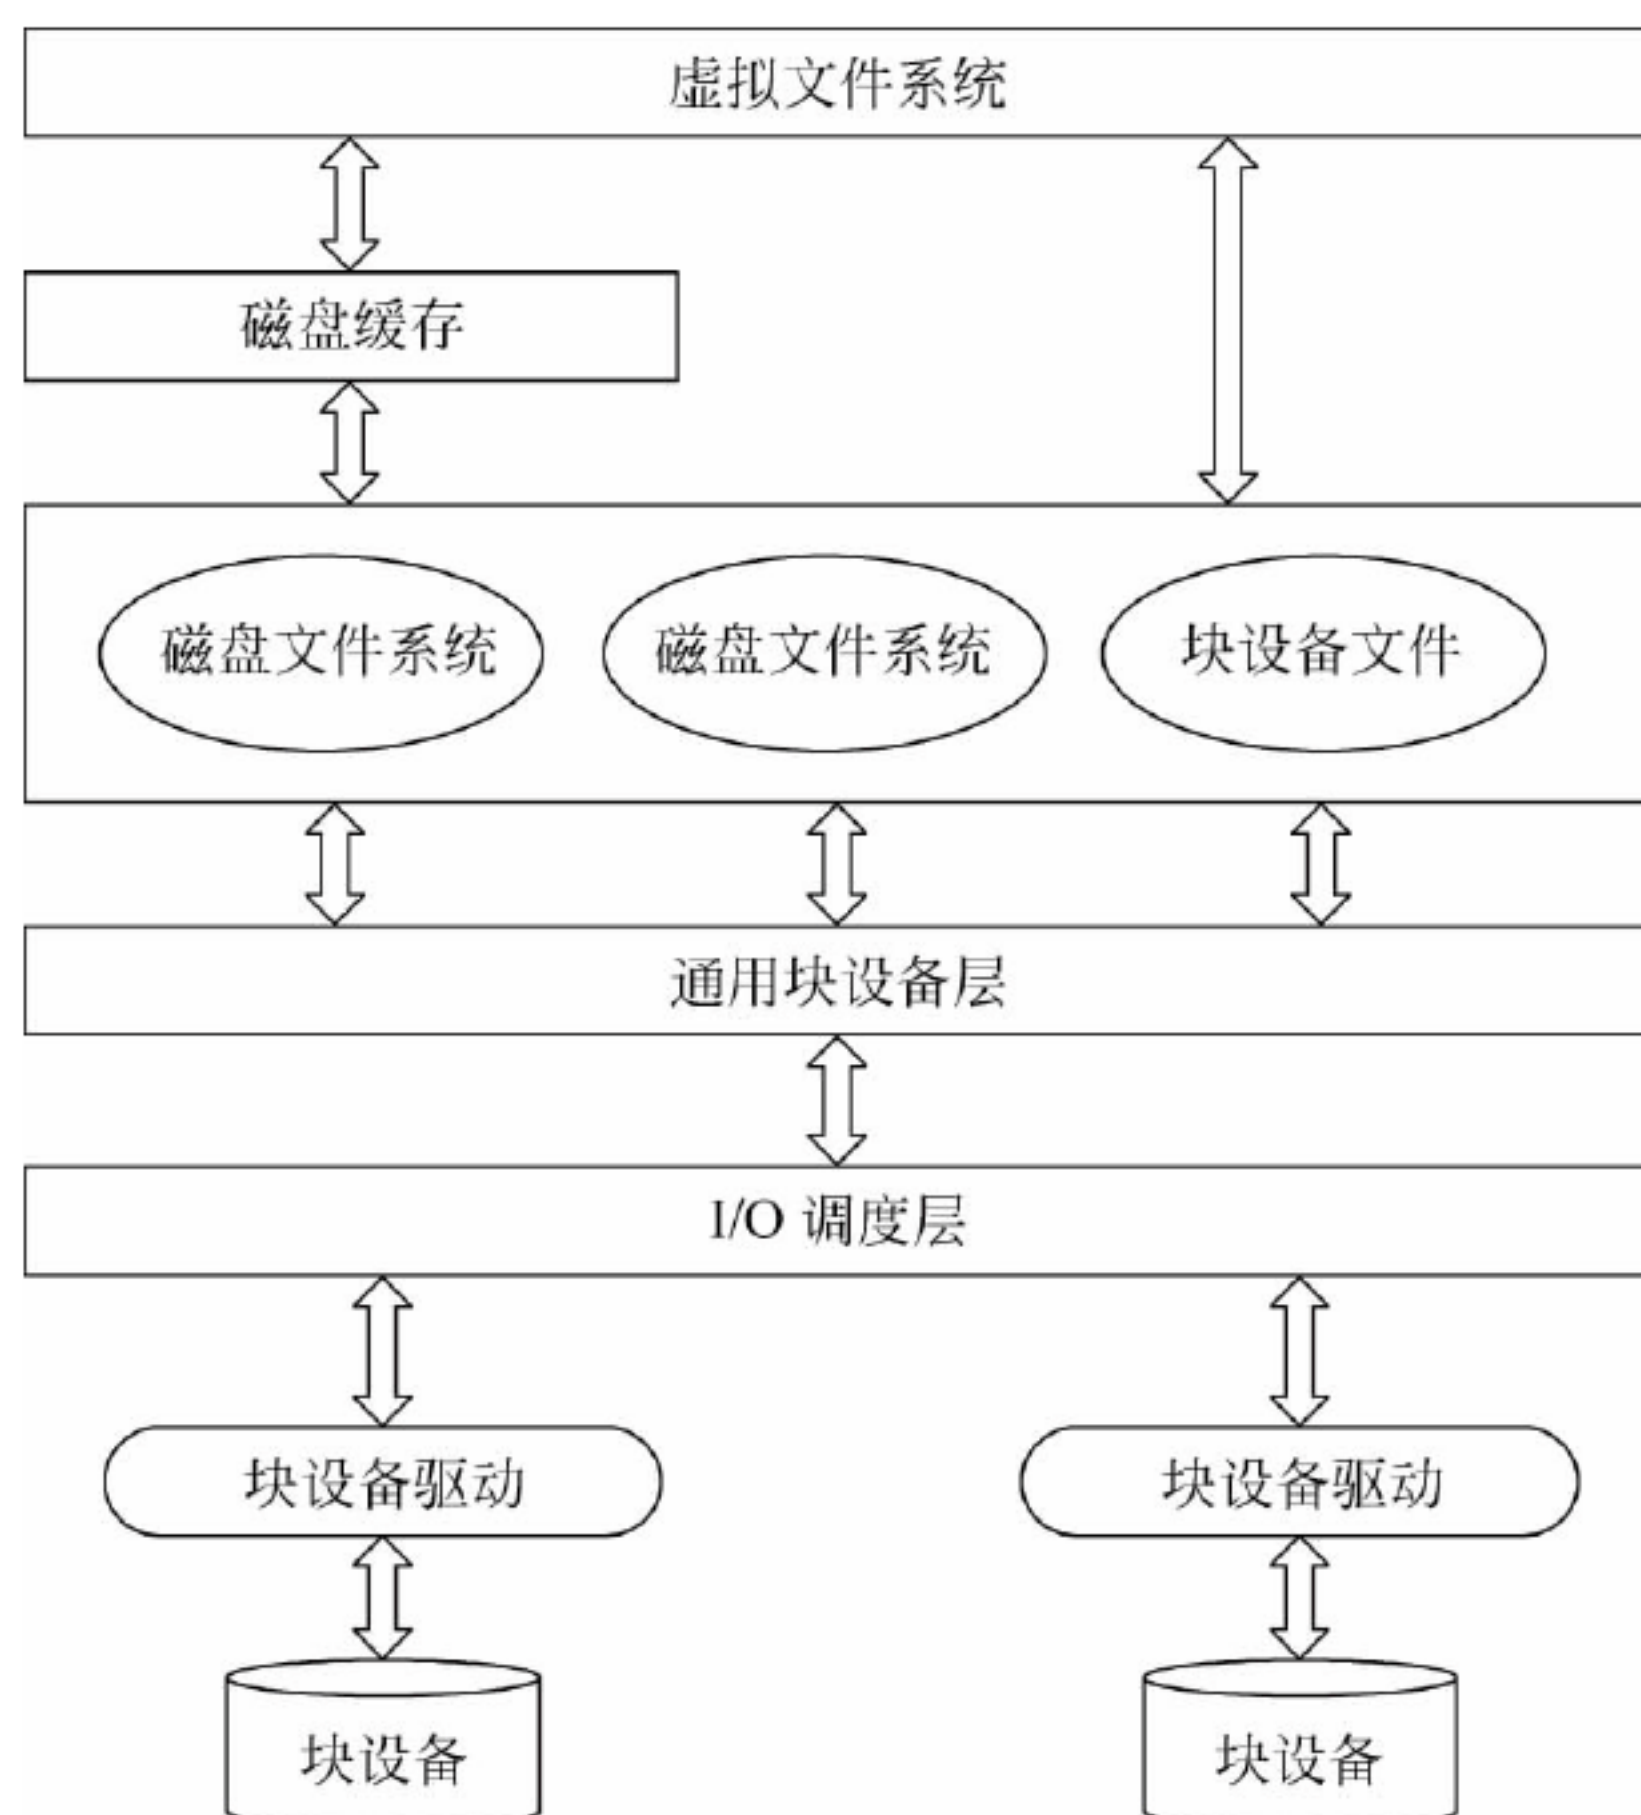 虚拟文件系统
磁盘缓存
磁盘文件系统
磁盘文件系统
块设备文件
通用块设备层
I/O 调度层
块设备驱动
块设备驱动
块设备
块设备